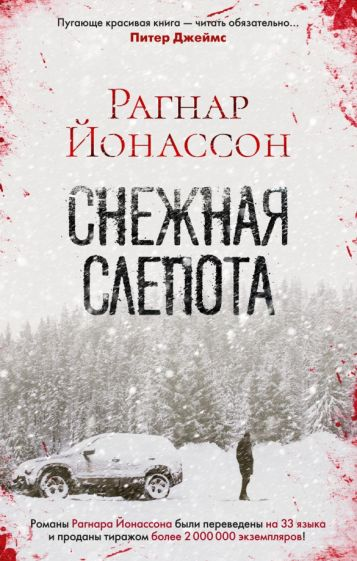 Пугающе красивая книга — читать обязательно...
Питер Джеймс
Рагнар
Йонассон
СНЕЖНАЯ
СЛЕПОТА
Романы Рагнара Йонассона были переведены на 33 языка
и проданы тиражом более 2 000 000 экземпляров!